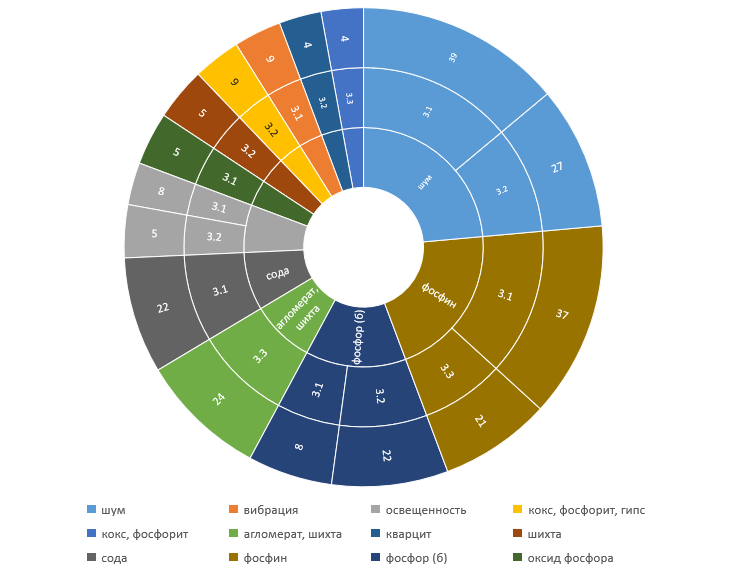 4
4
39
9
9
3.3
3.2
3.1
3.1
5
3.2
шум
27
3.2
5
3.2
3.1
8
3.1
5
3.2
сода
фосфин
3.1
22
3.1
37
агломерат,
шихта
фосфор (б)
3.3
3.3
24
3.1
3.2
21
8
22
шум
вибрация
освещенность
кокс, фосфорит, гипс
кокс, фосфорит
агломерат, шихта
кварцит
шихта
сода
фосфин
фосфор (б)
оксид фосфора